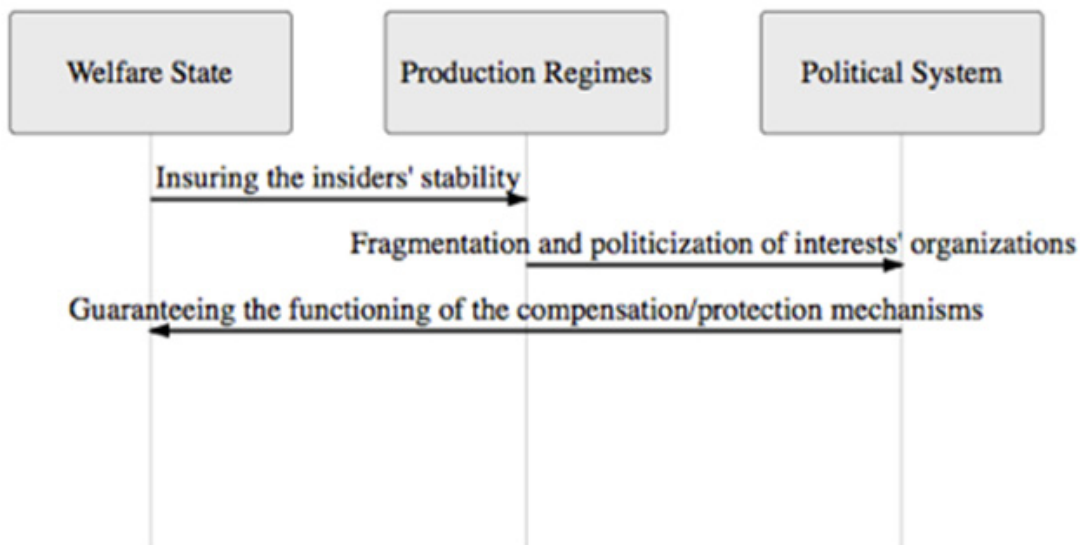 Welfare State
Production Regimes
Political System
Insuring the insiders' stability
Fragmentation and politicization of interests' organizations
Guaranteeing the functioning of the compensation/protection mechanisms